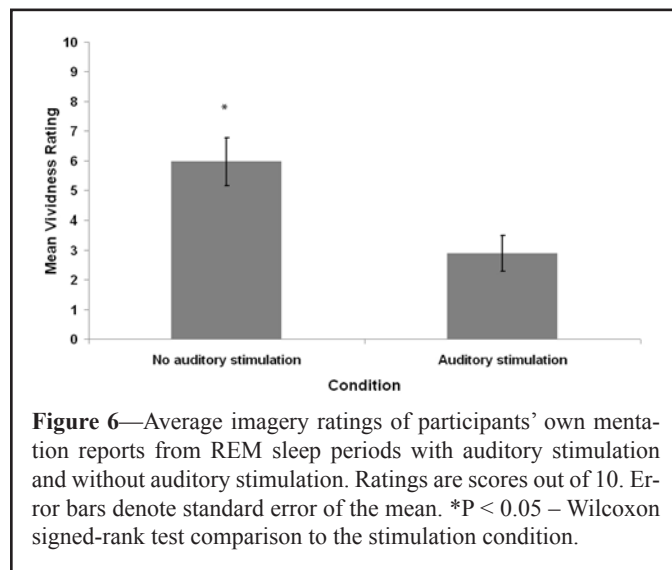 10
9
8
7
6
5
4
3
2
1
0
Mean Vividness Rating
*
No auditory stimulation
Auditory stimulation
Condition
Figure 6—Average imagery ratings of participants’ own menta-
tion reports from REM sleep periods with auditory stimulation
and without auditory stimulation. Ratings are scores out of 10. Er-
ror bars denote standard error of the mean. *P < 0.05 – Wilcoxon
signed-rank test comparison to the stimulation condition.